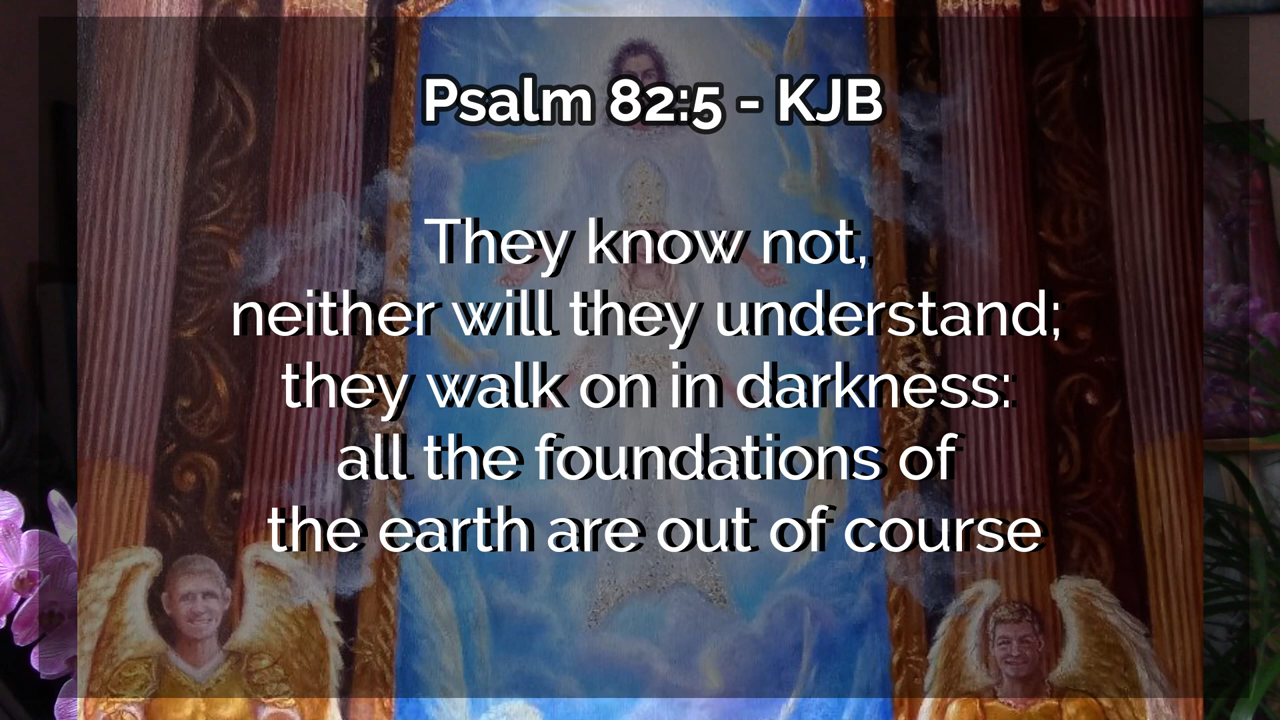 Psalm 82:5 - KJB
They know not,
neither will they understand;
they walk on in darkness:
all the foundations of
the earth are out of course